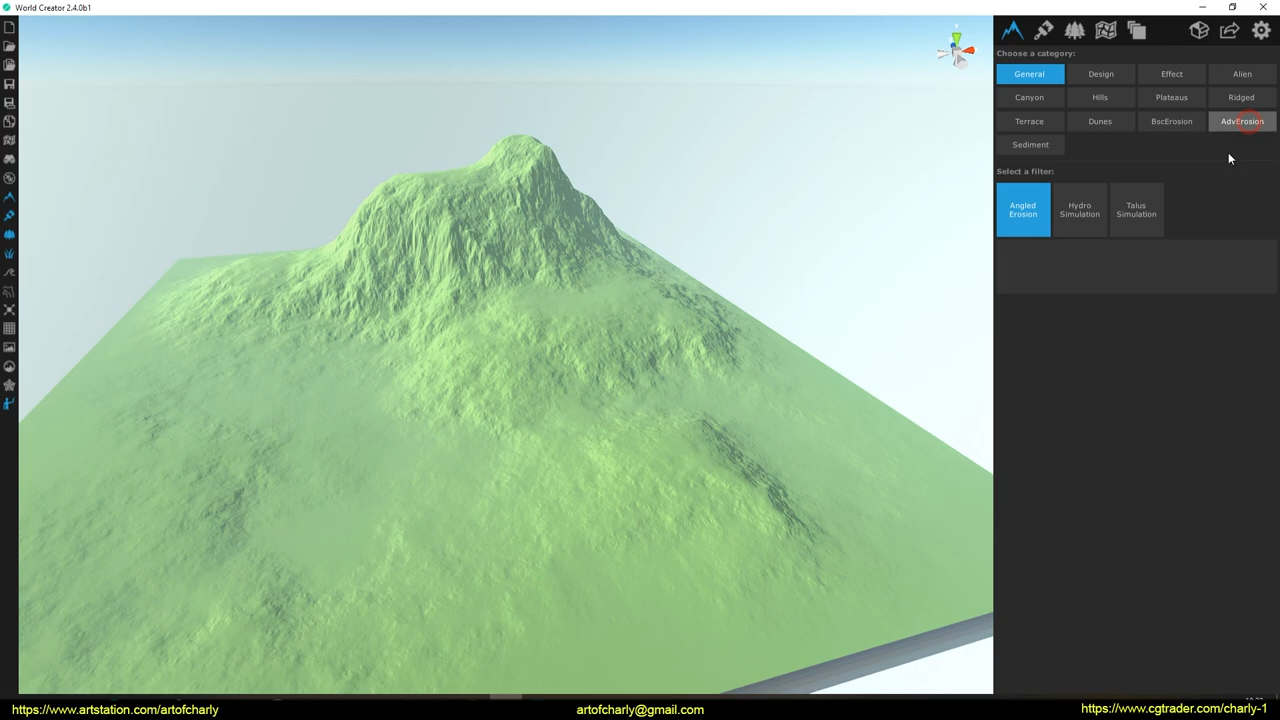 World Creator 2.4.0b1
Choose a category:
General Design Effect Alien
Canyon Hills Plateaus Ridged
Terrace Dunes BscErosion AdvErosion
Sediment
Select a filter:
Angled Erosion
Hydro Simulation
Talus Simulation
https://www.artstation.com/artofcharly artofcharly@gmail.com https://www.cgtrader.com/charly-1